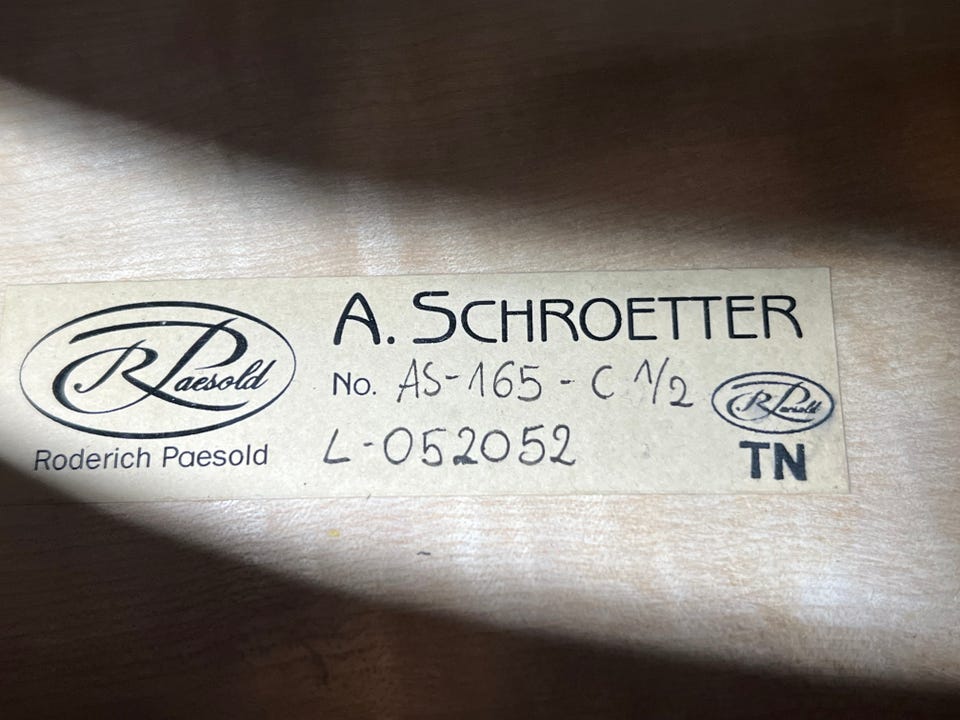 RPaesold
Roderich Paesold
A. SCHROETTER
No. AS-165-C 1/2
L-052052
RPaesold
TN